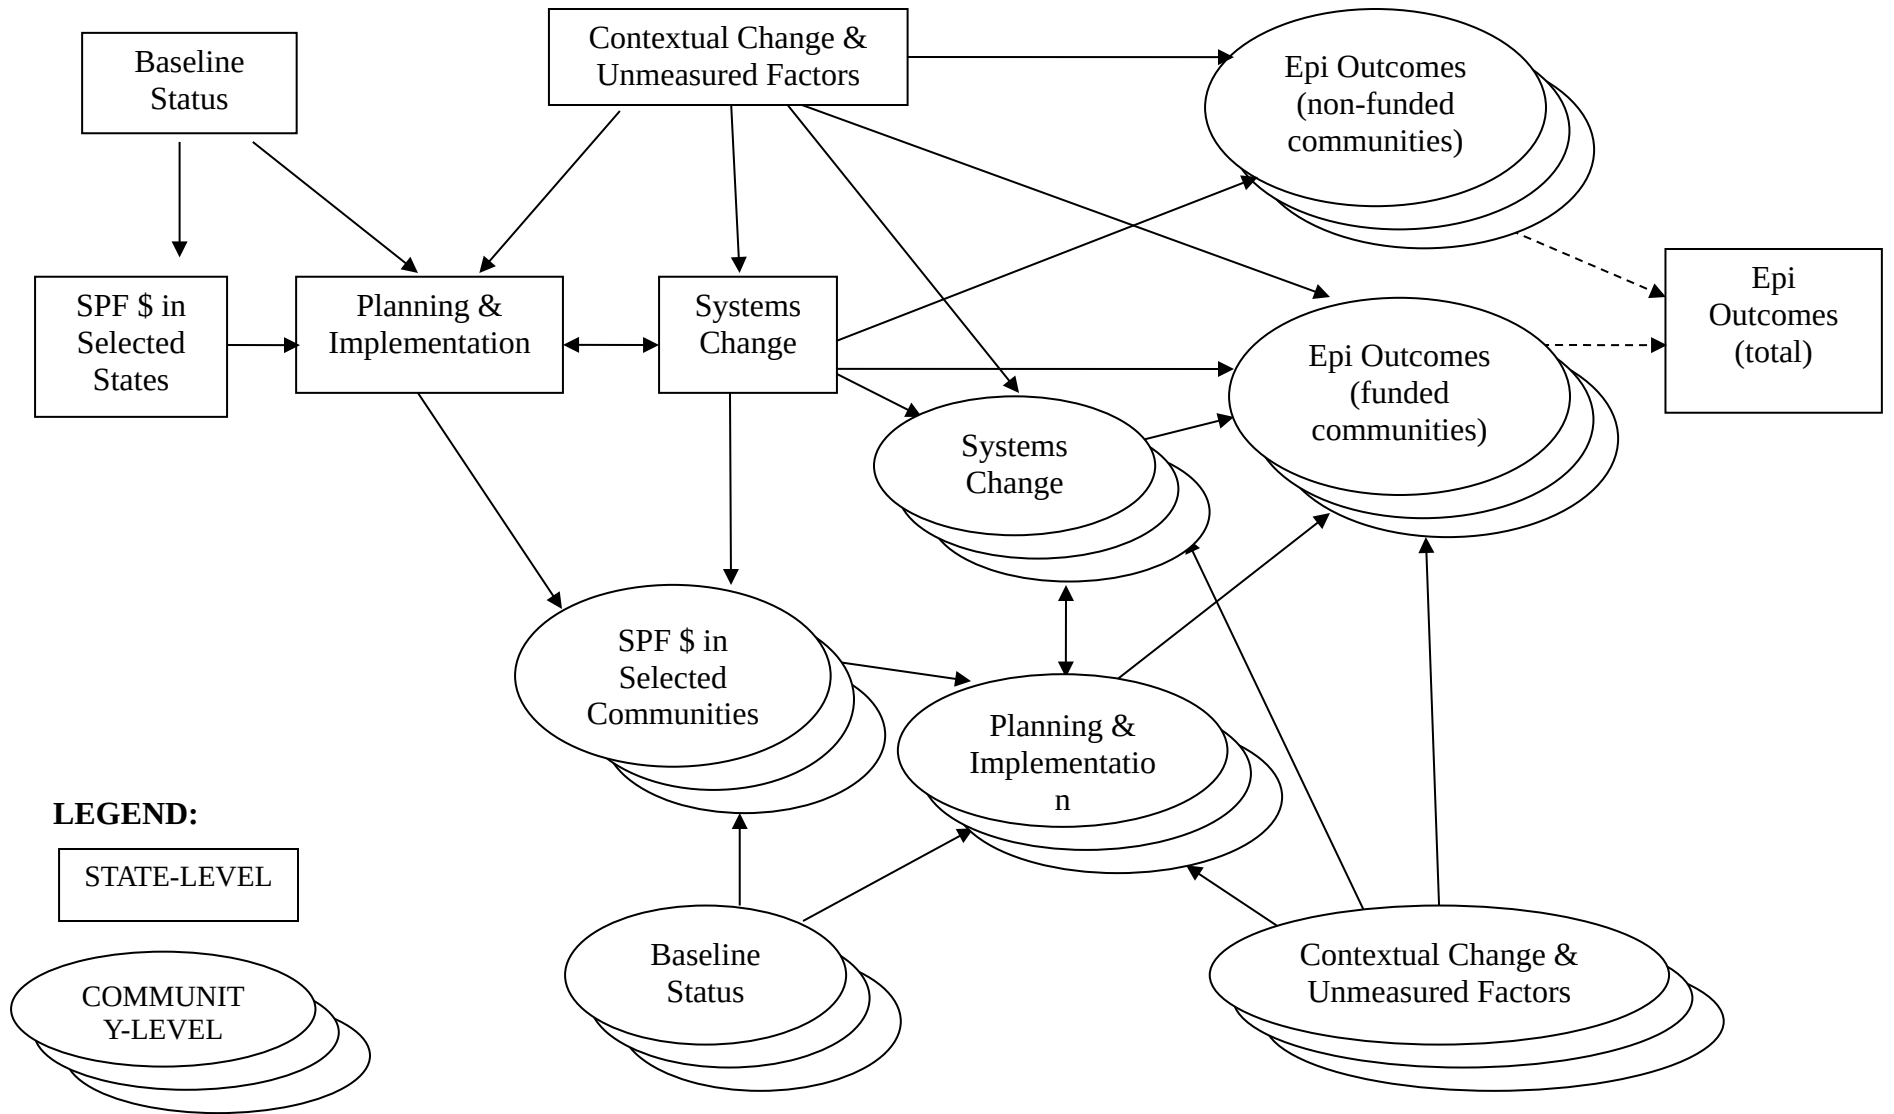 Baseline
Status
Contextual Change &
Unmeasured Factors
Epi Outcomes
(non-funded
communities)
SPF $ in
Selected
States
Planning &
Implementation
Systems
Change
Epi
Outcomes
(total)
Epi Outcomes
(funded
communities)
Systems
Change
SPF $ in
Selected
Communities
Planning &
Implementatio
n
LEGEND:
STATE-LEVEL
COMMUNIT
Y-LEVEL
Baseline
Status
Contextual Change &
Unmeasured Factors